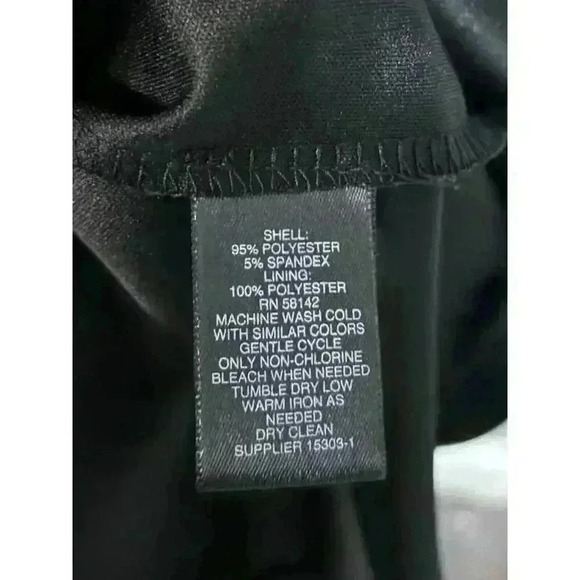 SHELL:
95% POLYESTER
5% SPANDEX
LINING:
100% POLYESTER
RN 58142
MACHINE WASH COLD
WITH SIMILAR COLORS
GENTLE CYCLE
ONLY NON-CHLORINE
BLEACH WHEN NEEDED
TUMBLE DRY LOW
WARM IRON AS
NEEDED
DRY CLEAN
SUPPLIER 15303-1